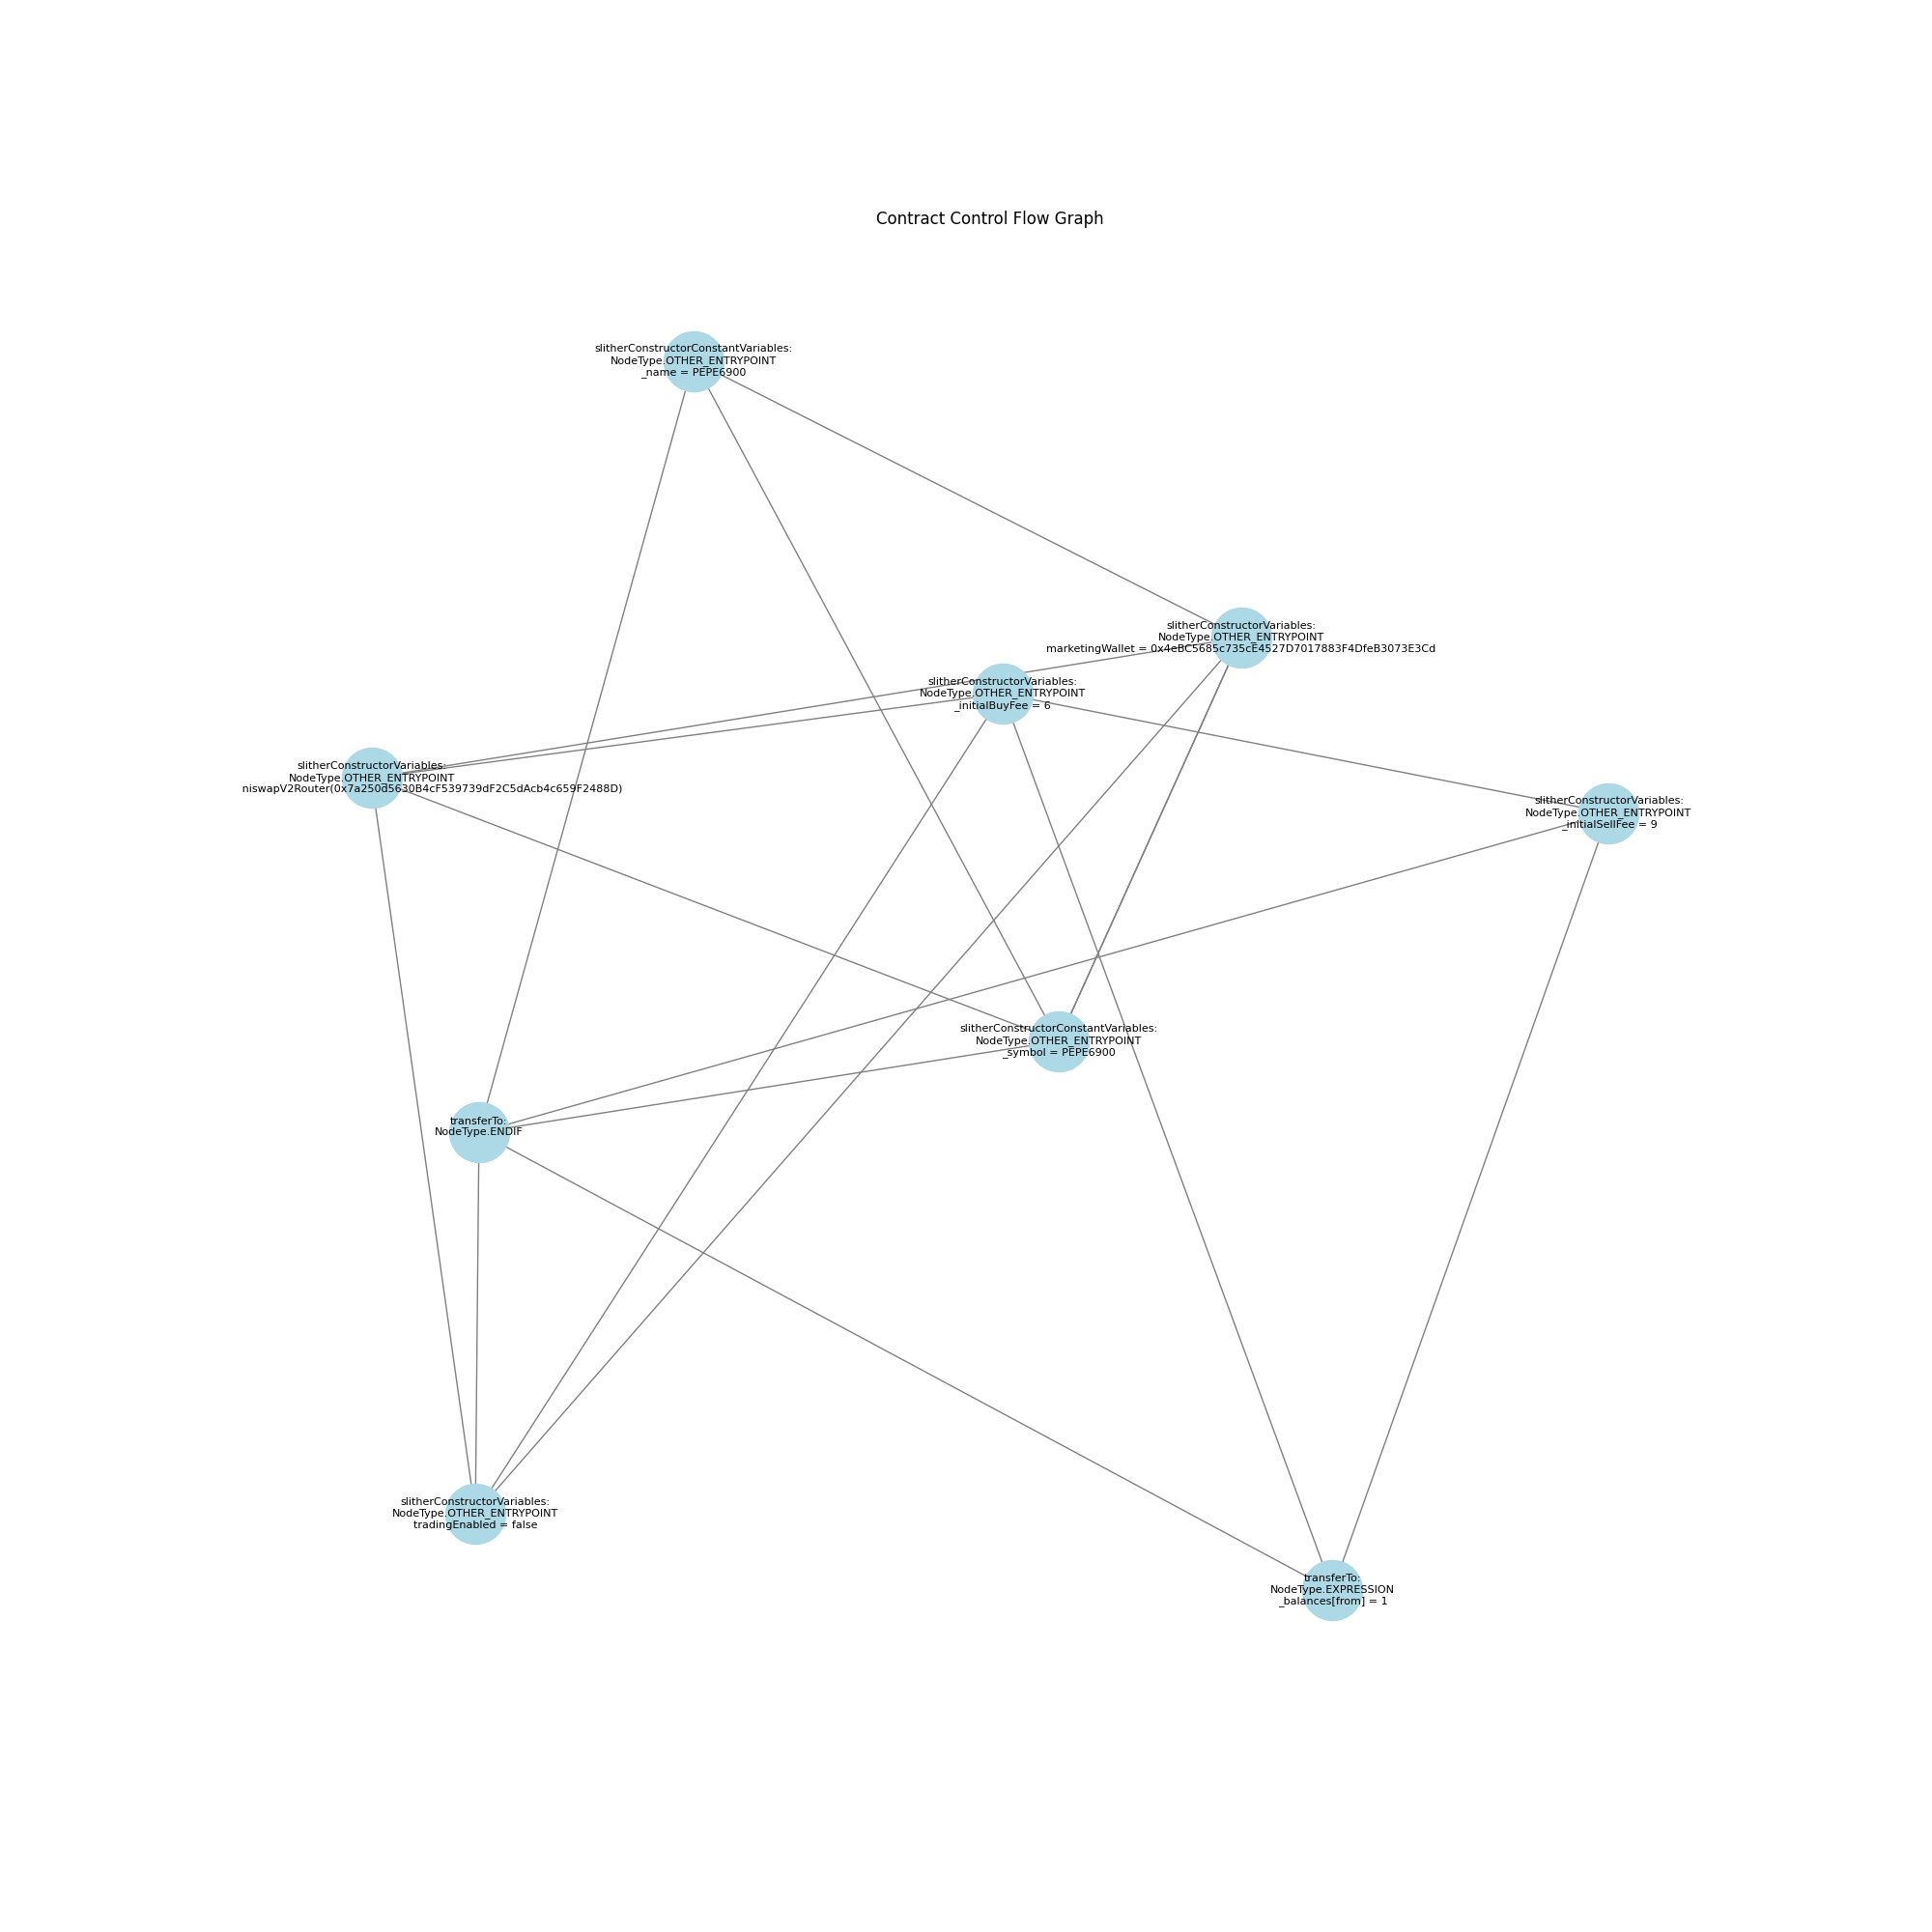 Contract Control Flow Graph
slitherConstructorConstantVariables:
NodeType.OTHER_ENTRYPOINT
_name = PEPE6900
slitherConstructorVariables:
NodeType.OTHER_ENTRYPOINT
marketingWallet = 0x4eBC5685c735cE4527D7017883F4DfeB3073E3Cd
slitherConstructorVariables:
NodeType.OTHER_ENTRYPOINT
_initialBuyFee = 6
slitherConstructorVariables:
NodeType.OTHER_ENTRYPOINT
niswapV2Router(0x7a250d5630B4cF539739dF2C5dAcb4c659F2488D)
slitherConstructorVariables:
NodeType.OTHER_ENTRYPOINT
_initialSellFee = 9
slitherConstructorConstantVariables:
NodeType.OTHER_ENTRYPOINT
_symbol = PEPE6900
transferTo:
NodeType.ENDIF
slitherConstructorVariables:
NodeType.OTHER_ENTRYPOINT
tradingEnabled = false
transferTo:
NodeType.EXPRESSION
_balances[from] = 1